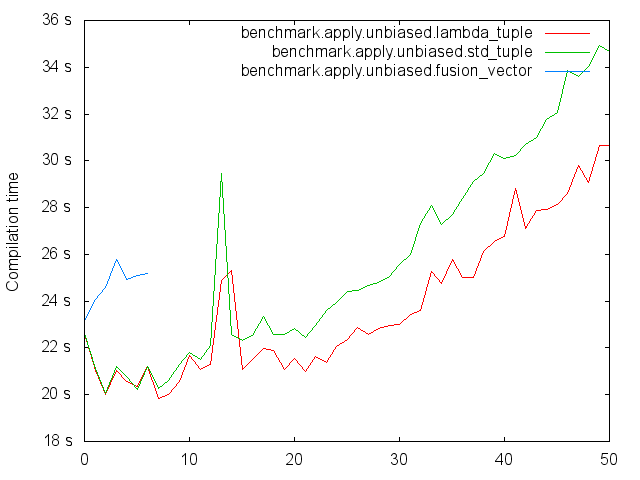 36 s
34 s
32 s
30 s
28 s
26 s
24 s
22 s
20 s
18 s
Compilation time
benchmark.apply.unbiased.lambda_tuple
benchmark.apply.unbiased.std_tuple
benchmark.apply.unbiased.fusion_vector
0
10
20
30
40
50